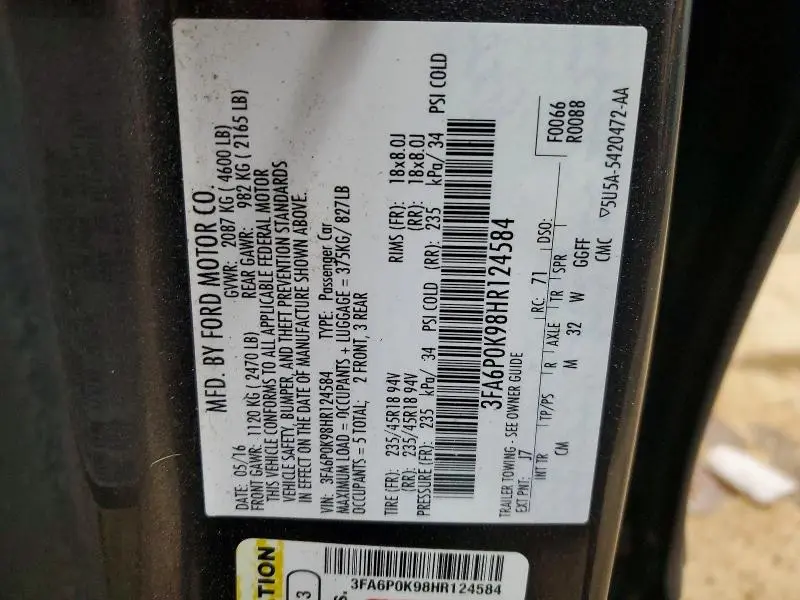 MFD. BY FORD MOTOR CO.
DATE: 05/16 GVWR: 2087 KG ( 4600 LB)
FRONT GAWR: 1120 KG ( 2470 LB) REAR GAWR: 982 KG ( 2165 LB)
THIS VEHICLE CONFORMS TO ALL APPLICABLE FEDERAL MOTOR
VEHICLE SAFETY, BUMPER, AND THEFT PREVENTION STANDARDS
IN EFFECT ON THE DATE OF MANUFACTURE SHOWN ABOVE.
VIN: 3FA6P0K98HR124584 TYPE: Passenger Car
MAXIMUM LOAD = OCCUPANTS + LUGGAGE = 375KG/ 827LB
OCCUPANTS = 5 TOTAL: 2 FRONT, 3 REAR
TIRE (FR): 235/45R18 94V RIMS (FR): 18x8.0J
(RR): 235/45R18 94V (RR): 18x8.0J
PRESSURE (FR): 235 kPa/ 34 PSI COLD (RR): 235 kPa/ 34 PSI COLD
3FA6P0K98HR124584
TRAILER TOWING - SEE OWNER GUIDE
EXT PNT: J7 RC: 71 DSO:
F0066
R0088
INT TR TP/PS R AXLE TR SPR
CM M 32 W GGFF
CMC ▽5U5A-5420472-AA
3FA6P0K98HR124584